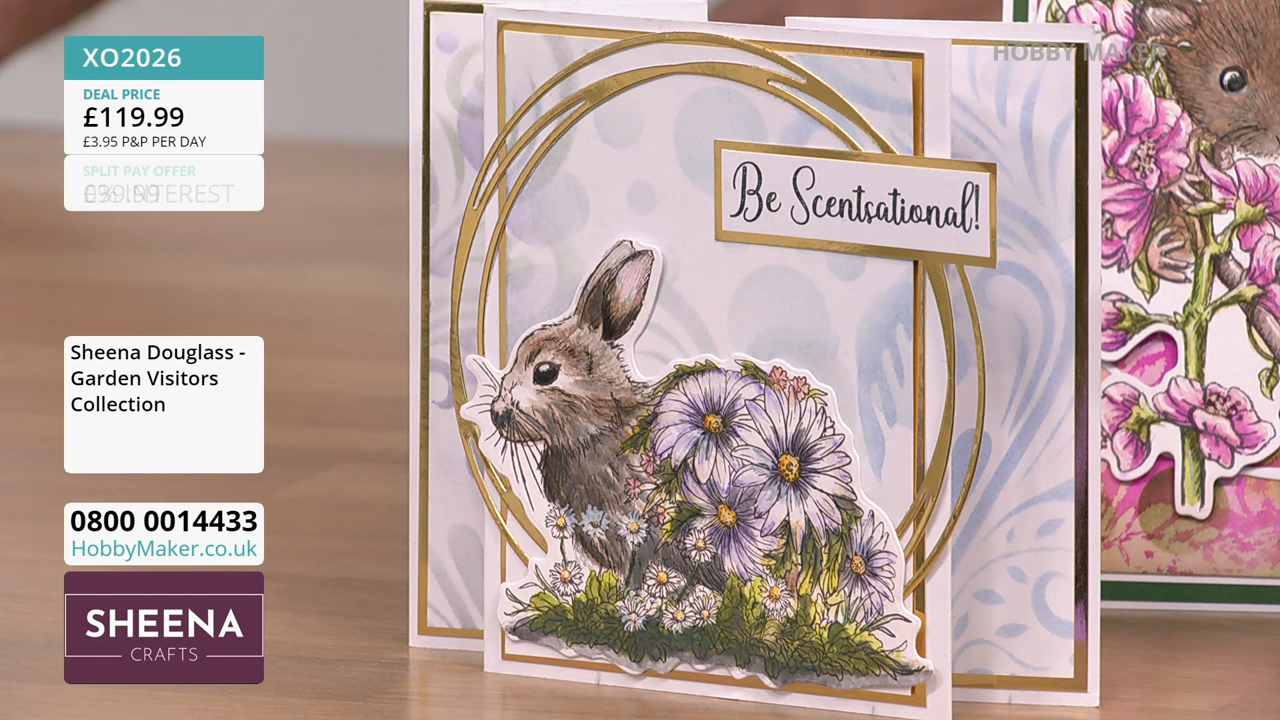 XO2026
DEAL PRICE
£119.99
£3.95 P&P PER DAY
SPLIT PAY OFFER
Sheena Douglass -
Garden Visitors
Collection
0800 0014433
HobbyMaker.co.uk
SHEENA
CRAFTS
HOBBY MAKER
Be Scentsational!